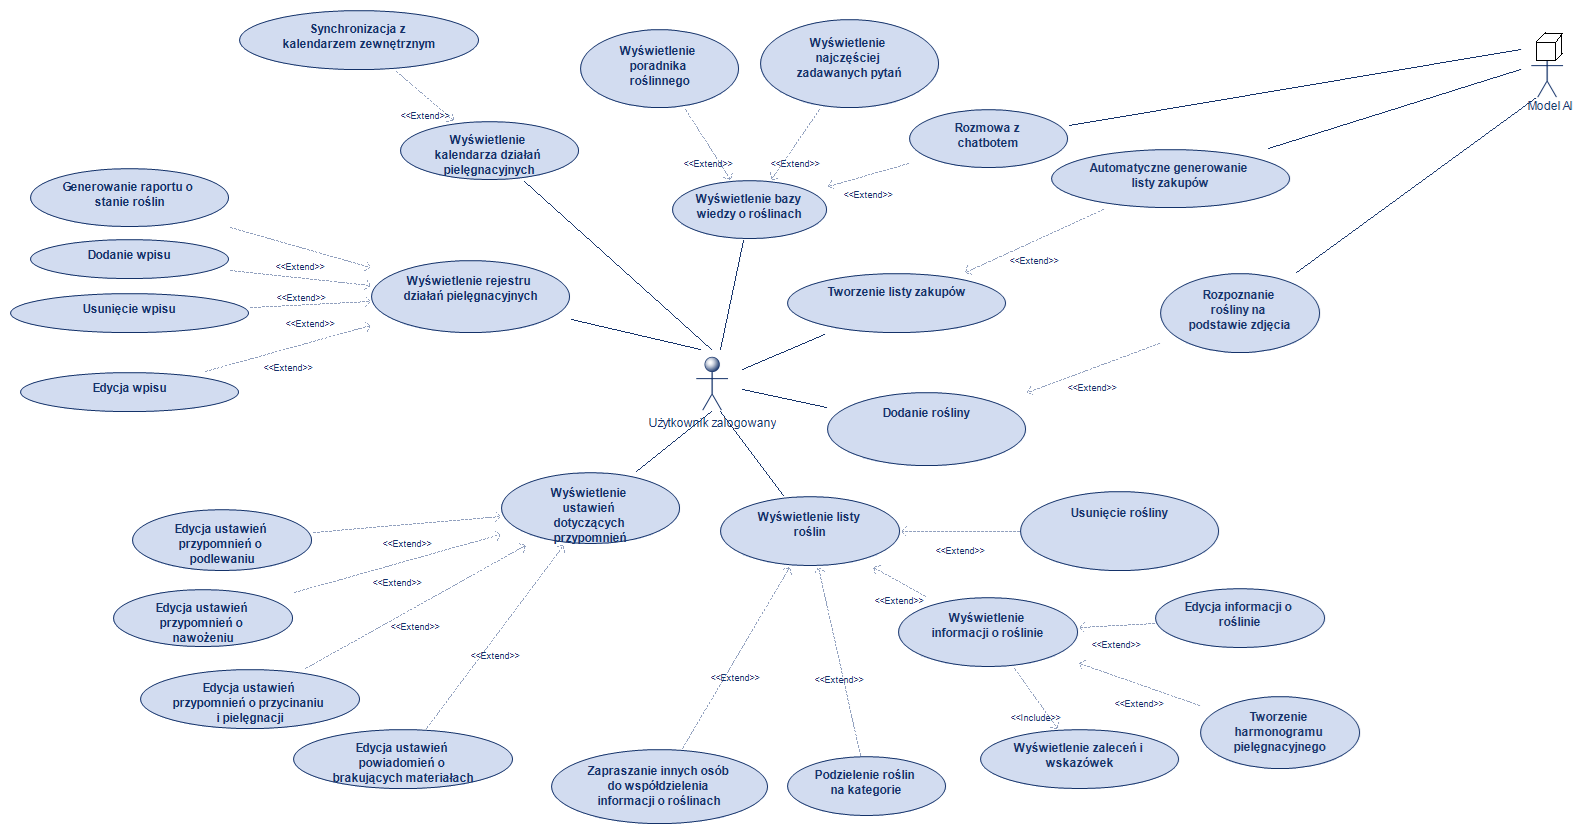 Synchronizacja z
kalendarzem zewnętrznym
Wyświetlenie
poradnika
roślinnego
Wyświetlenie
najczęściej
zadawanych pytań
Model AI
<<Extend>>
Wyświetlenie
kalendarza działań
pielęgnacyjnych
Rozmowa z
chatbotem
<<Extend>>
<<Extend>>
<<Extend>>
Automatyczne generowanie
listy zakupów
Generowanie raportu o
stanie roślin
Wyświetlenie bazy
wiedzy o roślinach
Dodanie wpisu
<<Extend>>
<<Extend>>
Usunięcie wpisu
<<Extend>>
<<Extend>>
Wyświetlenie rejestru
działań pielęgnacyjnych
Tworzenie listy zakupów
Rozpoznanie
rośliny na
podstawie zdjęcia
Edycja wpisu
<<Extend>>
<<Extend>>
Dodanie rośliny
Użytkownik zalogowany
Wyświetlenie
ustawień
dotyczących
przypomnień
Wyświetlenie listy
roślin
Usunięcie rośliny
<<Extend>>
Edycja ustawień
przypomnień o
podlewaniu
<<Extend>>
<<Extend>>
Edycja ustawień
przypomnień o
nawożeniu
<<Extend>>
<<Extend>>
Wyświetlenie
informacji o roślinie
Edycja informacji o
roślinie
<<Extend>>
<<Extend>>
Edycja ustawień
przypomnień o przycinaniu
i pielęgnacji
<<Extend>>
<<Extend>>
<<Extend>>
<<Include>>
Tworzenie
harmonogramu
pielęgnacyjnego
Edycja ustawień
powiadomień o
brakujących materiałach
Wyświetlenie zaleceń i
wskazówek
Zapraszanie innych osób
do współdzielenia
informacji o roślinach
Podzielenie roślin
na kategorie